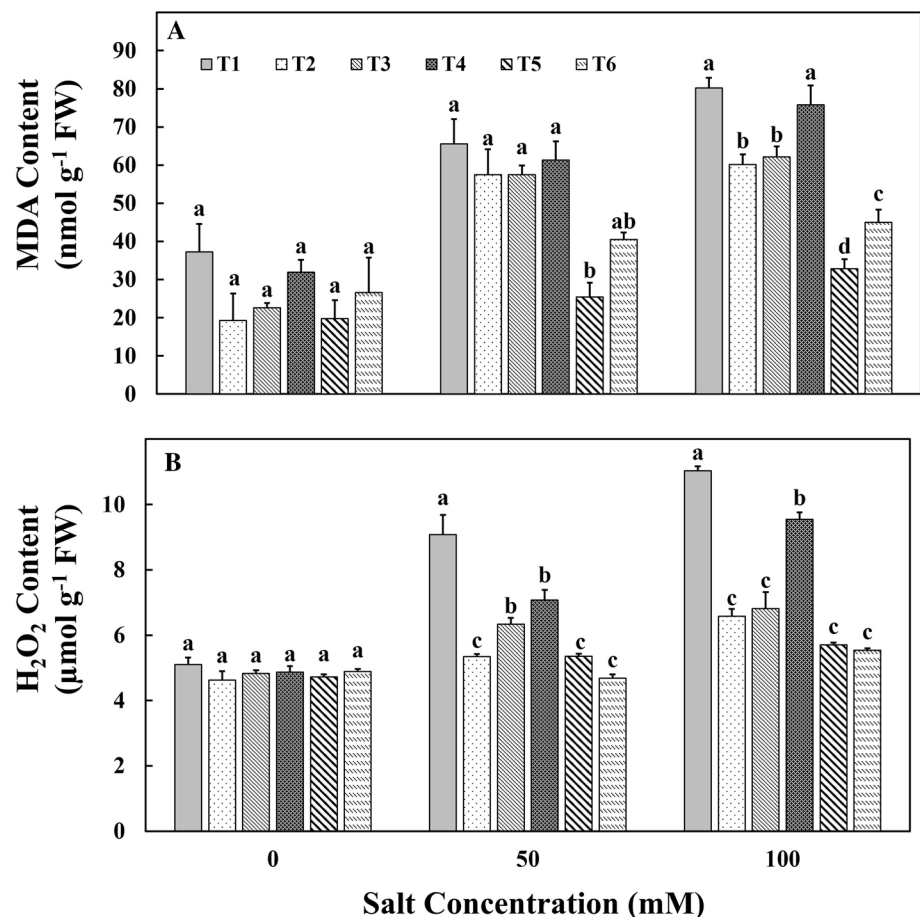 A
T1 T2 T3 T4 T5 T6
MDA Content
(nmol g⁻¹ FW)
90
80
70
60
50
40
30
20
10
0
a a a a a a
a a a a b ab
a b b a d c
B
H₂O₂ Content
(µmol g⁻¹ FW)
10
8
6
4
2
0
a a a a a a
a c b b c c
a c c b c c
0 50 100
Salt Concentration (mM)